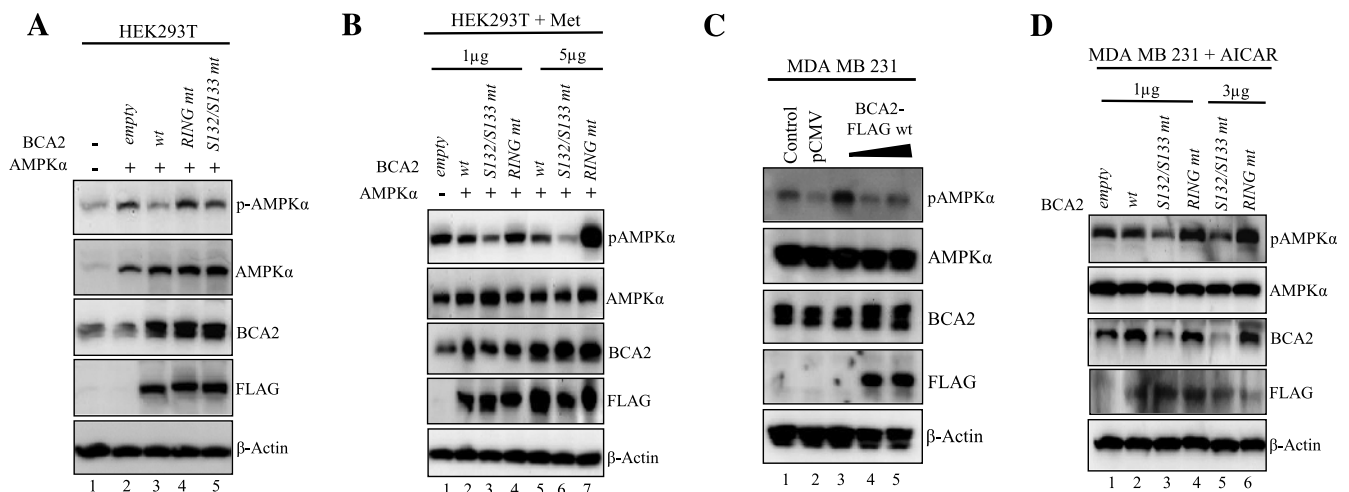 A
HEK293T
BCA2 - empty wt RING mt S132/S133 mt
AMPKα - + + + +
p-AMPKα
AMPKα
BCA2
FLAG
β-Actin
1 2 3 4 5
B
HEK293T + Met
1µg 5µg
BCA2 empty wt S132/S133 mt RING mt wt S132/S133 mt RING mt
AMPKα - + + + + + +
pAMPKα
AMPKα
BCA2
FLAG
β-Actin
1 2 3 4 5 6 7
C
MDA MB 231
Control pCMV BCA2-
FLAG wt
pAMPKα
AMPKα
BCA2
FLAG
β-Actin
1 2 3 4 5
D
MDA MB 231 + AICAR
1µg 3µg
BCA2 empty wt S132/S133 mt RING mt S132/S133 mt RING mt
pAMPKα
AMPKα
BCA2
FLAG
β-Actin
1 2 3 4 5 6